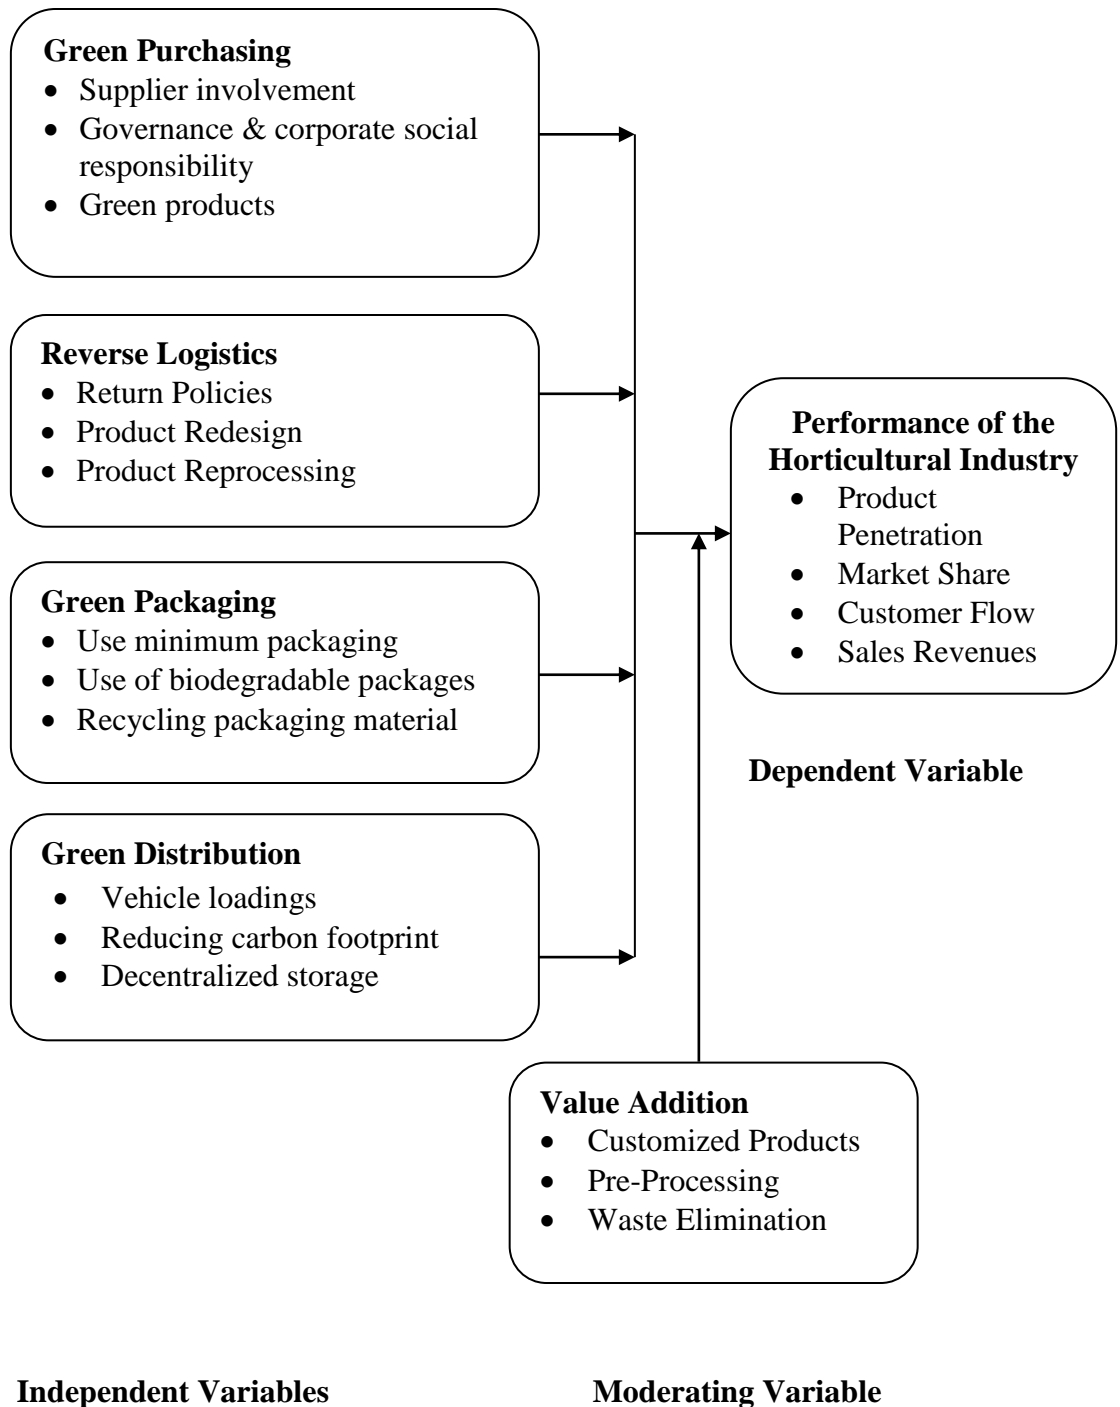 Green Purchasing
• Supplier involvement
• Governance & corporate social
responsibility
• Green products
Reverse Logistics
• Return Policies
• Product Redesign
• Product Reprocessing
Green Packaging
• Use minimum packaging
• Use of biodegradable packages
• Recycling packaging material
Green Distribution
• Vehicle loadings
• Reducing carbon footprint
• Decentralized storage
Performance of the
Horticultural Industry
• Product
Penetration
• Market Share
• Customer Flow
• Sales Revenues
Dependent Variable
Value Addition
• Customized Products
• Pre-Processing
• Waste Elimination
Independent Variables
Moderating Variable